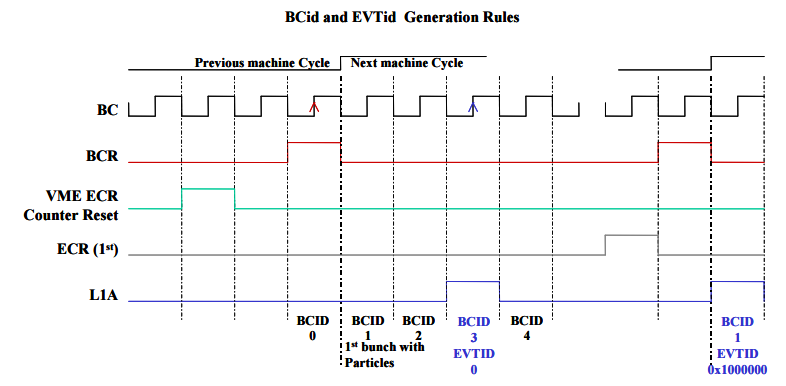 BCid and EVTid Generation Rules
Previous machine Cycle
Next machine Cycle
BC
BCR
VME ECR
Counter Reset
ECR (1st)
L1A
BCID
0
BCID
1
BCID
2
BCID
3
EVTID
0
BCID
4
1st bunch with
Particles
BCID
1
EVTID
0x1000000